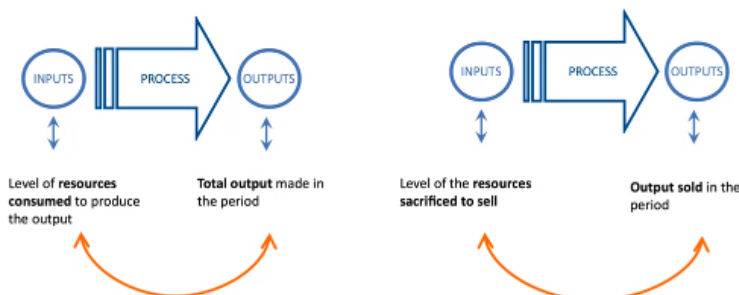 INPUTS
PROCESS
OUTPUTS
Level of resources
consumed to produce
the output
Total output made in
the period
INPUTS
PROCESS
OUTPUTS
Level of the resources
sacrificed to sell
Output sold in the
period